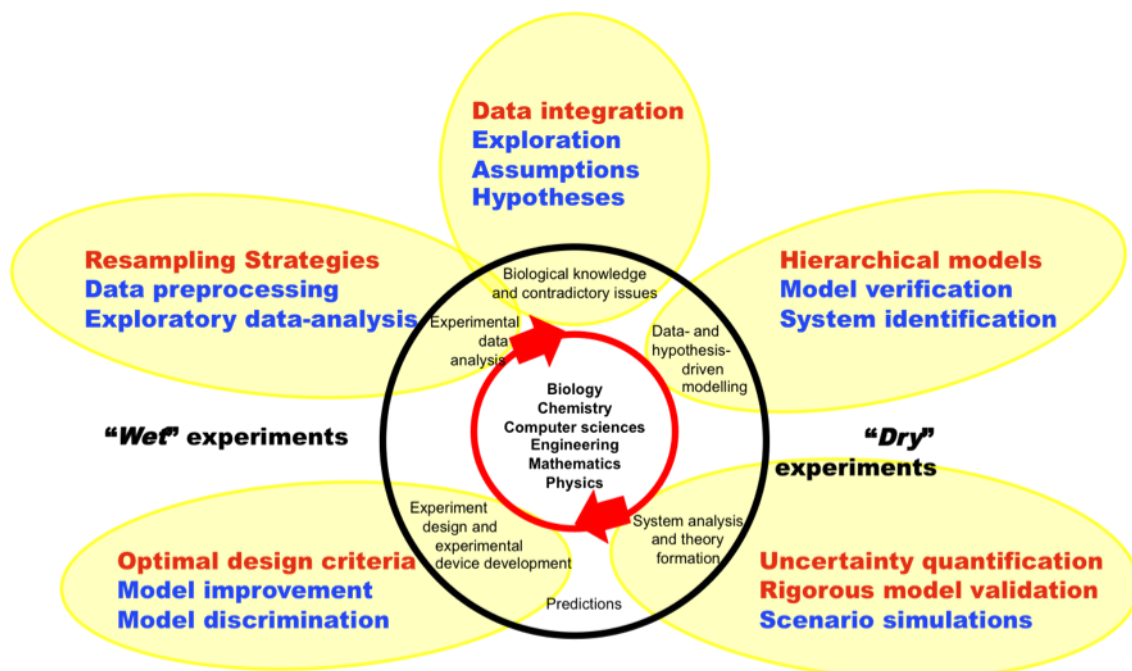 Data integration
Exploration
Assumptions
Hypotheses
Resampling Strategies
Data preprocessing
Exploratory data-analysis
Hierarchical models
Model verification
System identification
Biological knowledge
and contradictory issues
Experimental
data
analysis
Data- and
hypothesis-
driven
modelling
Biology
Chemistry
Computer sciences
Engineering
Mathematics
Physics
“Wet” experiments
“Dry”
experiments
Experiment
design and
experimental
device development
System analysis
and theory
formation
Predictions
Optimal design criteria
Model improvement
Model discrimination
Uncertainty quantification
Rigorous model validation
Scenario simulations